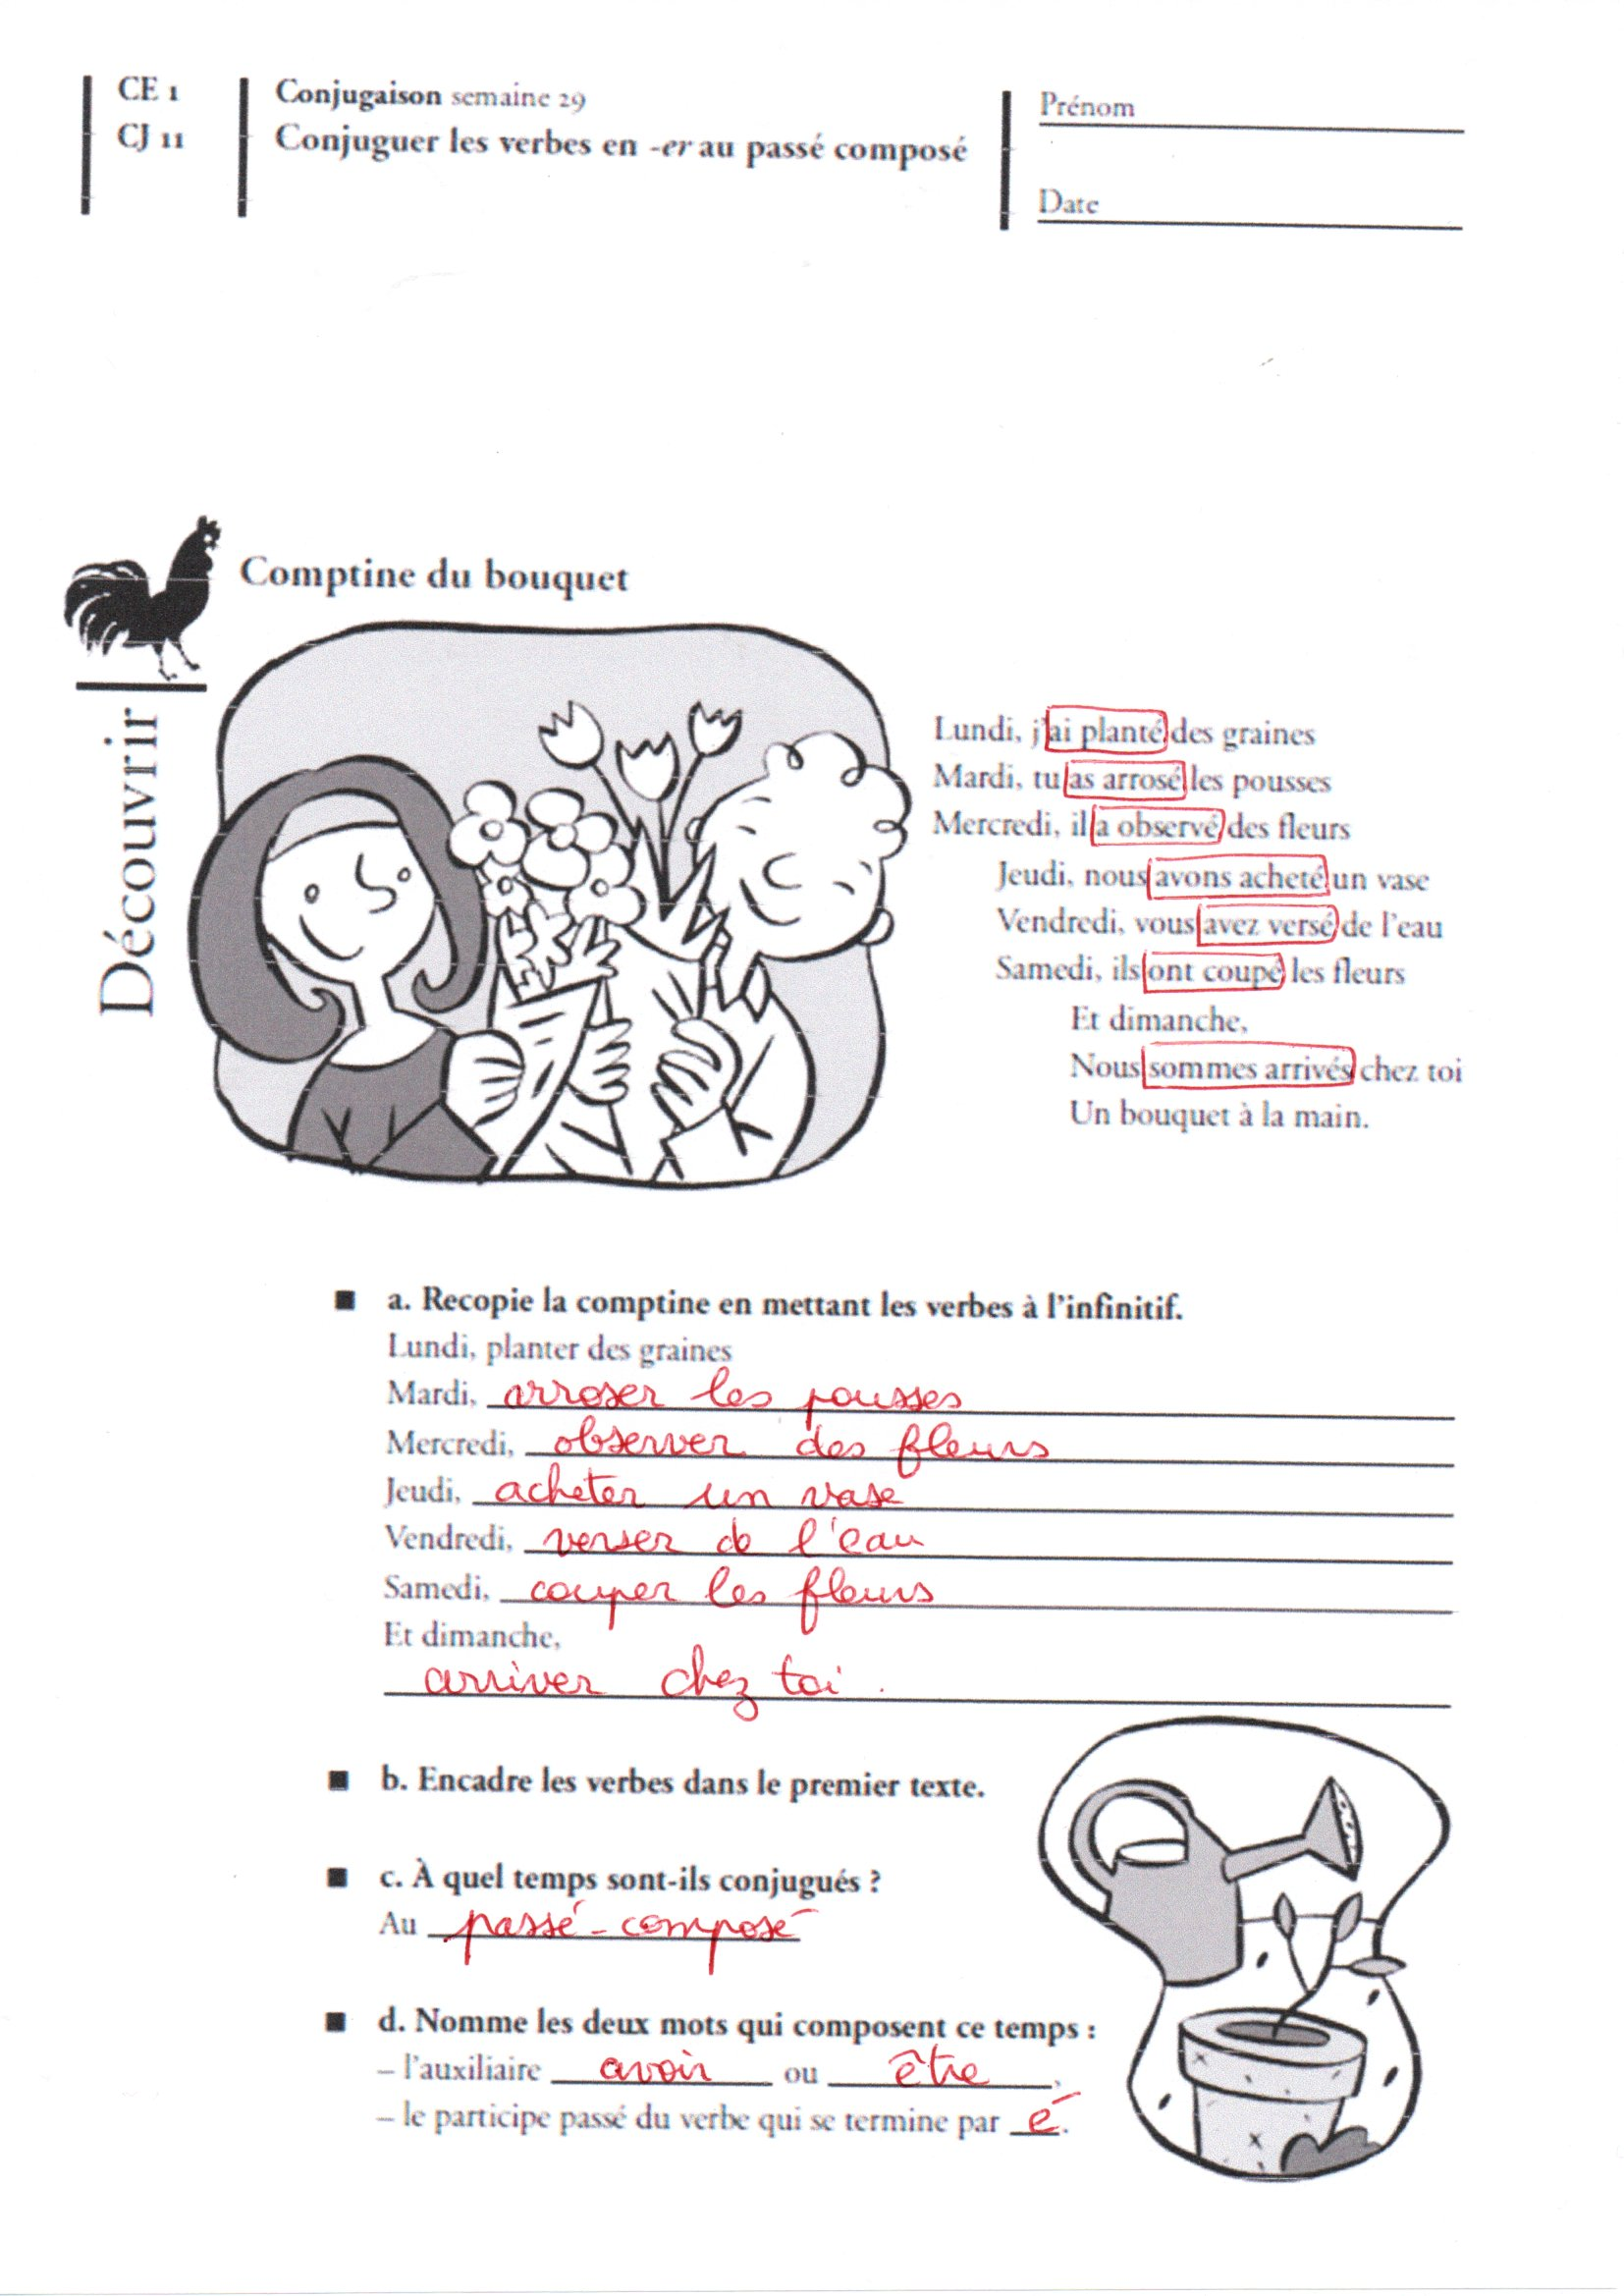 CE 1
CJ 11
Conjugaison semaine 29
Conjuguer les verbes en -er au passé composé
Prénom
Date
Découvrir
Comptine du bouquet
Lundi, j'ai planté des graines
Mardi, tu as arrosé les pousses
Mercredi, il a observé des fleurs
Jeudi, nous avons acheté un vase
Vendredi, vous avez versé de l'eau
Samedi, ils ont coupé les fleurs
Et dimanche,
Nous sommes arrivés chez toi
Un bouquet à la main.
■ a. Recopie la comptine en mettant les verbes à l'infinitif.
Lundi, planter des graines
Mardi, arroser les pousses
Mercredi, observer des fleurs
Jeudi, acheter un vase
Vendredi, verser de l'eau
Samedi, couper les fleurs
Et dimanche,
arriver chez toi.
■ b. Encadre les verbes dans le premier texte.
■ c. À quel temps sont-ils conjugués ?
Au passé-composé
■ d. Nomme les deux mots qui composent ce temps :
– l'auxiliaire avoir ou être,
– le participe passé du verbe qui se termine par é.